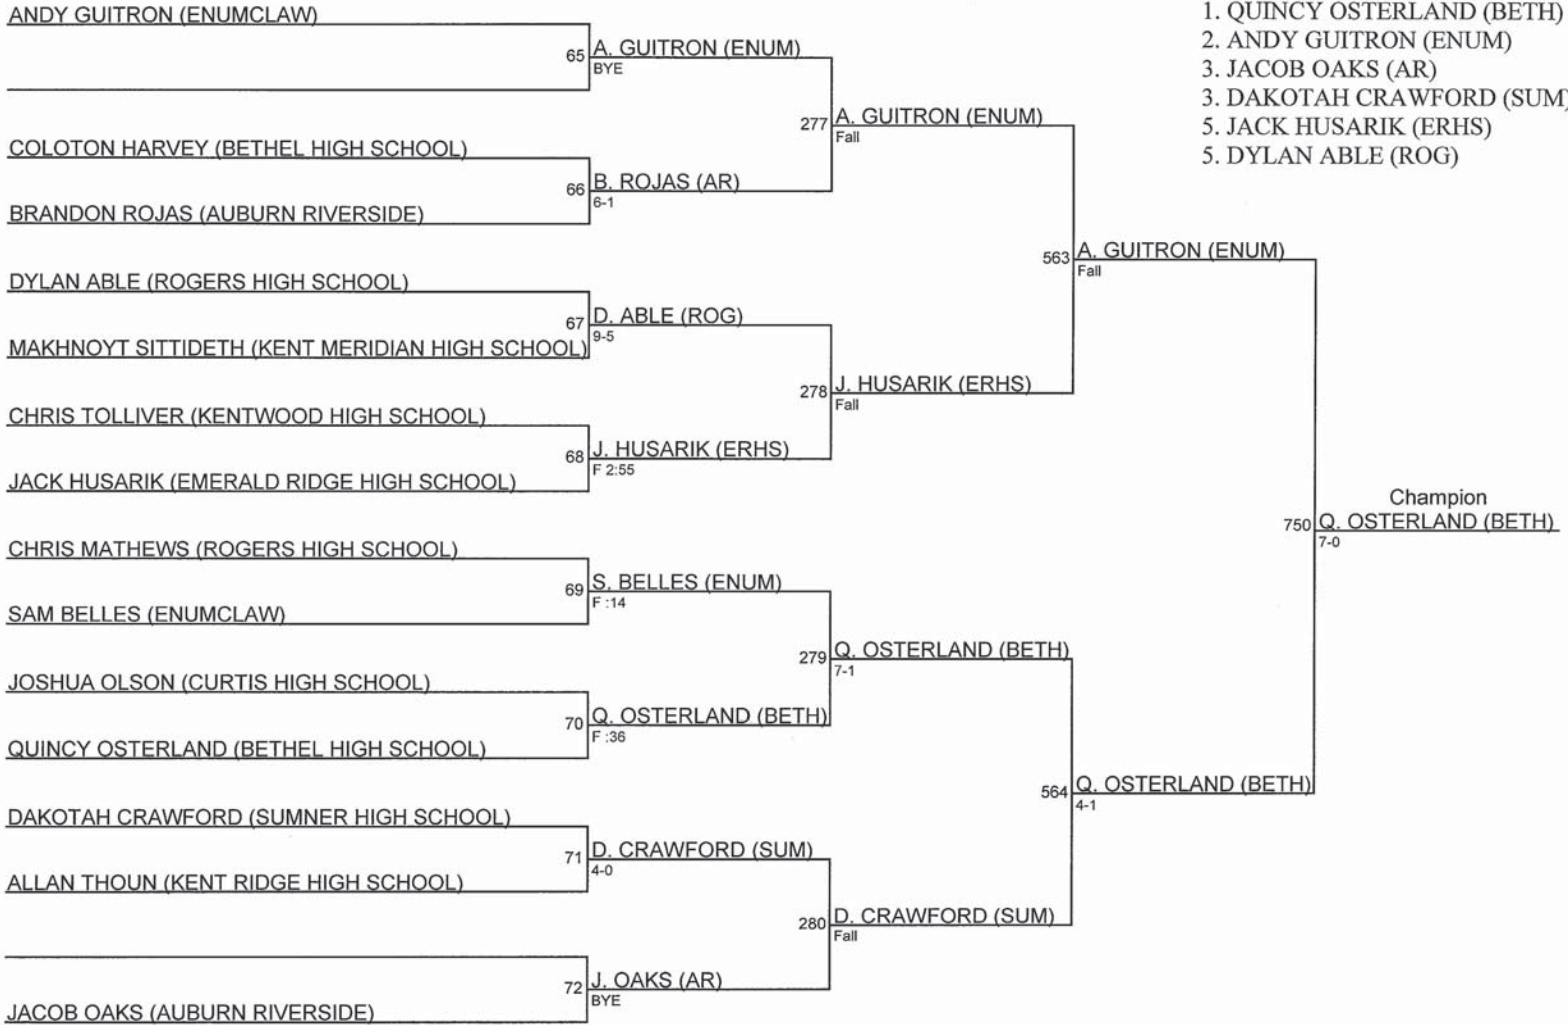 ANDY GUITRON (ENUMCLAW)
65 A. GUITRON (ENUM)
BYE
COLOTON HARVEY (BETHEL HIGH SCHOOL)
66 B. ROJAS (AR)
6-1
BRANDON ROJAS (AUBURN RIVERSIDE)
277 A. GUITRON (ENUM)
Fall
DYLAN ABLE (ROGERS HIGH SCHOOL)
67 D. ABLE (ROG)
9-5
MAKHNOYT SITTIDETH (KENT MERIDIAN HIGH SCHOOL)
CHRIS TOLLIVER (KENTWOOD HIGH SCHOOL)
68 J. HUSARIK (ERHS)
F 2:55
JACK HUSARIK (EMERALD RIDGE HIGH SCHOOL)
278 J. HUSARIK (ERHS)
Fall
563 A. GUITRON (ENUM)
Fall
CHRIS MATHEWS (ROGERS HIGH SCHOOL)
69 S. BELLES (ENUM)
F :14
SAM BELLES (ENUMCLAW)
JOSHUA OLSON (CURTIS HIGH SCHOOL)
70 Q. OSTERLAND (BETH)
F :36
QUINCY OSTERLAND (BETHEL HIGH SCHOOL)
279 Q. OSTERLAND (BETH)
7-1
DAKOTAH CRAWFORD (SUMNER HIGH SCHOOL)
71 D. CRAWFORD (SUM)
4-0
ALLAN THOUN (KENT RIDGE HIGH SCHOOL)
72 J. OAKS (AR)
BYE
JACOB OAKS (AUBURN RIVERSIDE)
280 D. CRAWFORD (SUM)
Fall
564 Q. OSTERLAND (BETH)
4-1
Champion
750 Q. OSTERLAND (BETH)
7-0
1. QUINCY OSTERLAND (BETH)
2. ANDY GUITRON (ENUM)
3. JACOB OAKS (AR)
3. DAKOTAH CRAWFORD (SUM)
5. JACK HUSARIK (ERHS)
5. DYLAN ABLE (ROG)